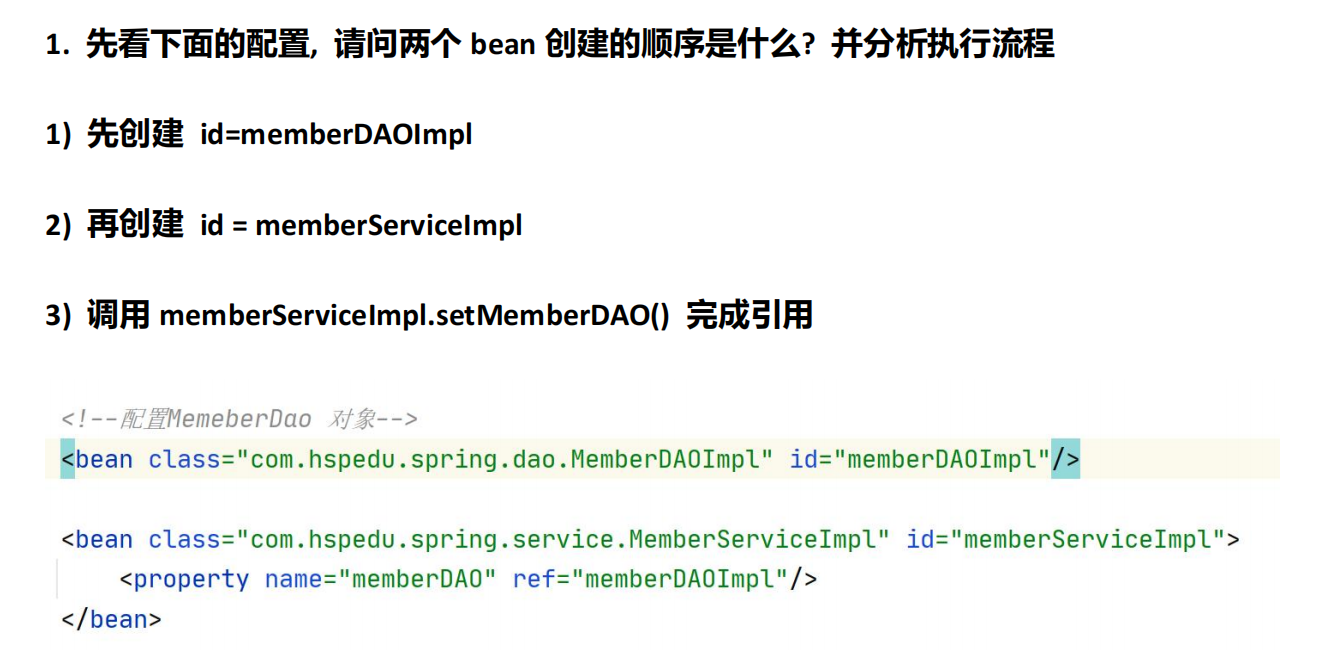 1. 先看下面的配置, 请问两个 bean 创建的顺序是什么? 并分析执行流程
1) 先创建 id=memberDAOImpl
2) 再创建 id = memberServiceImpl
3) 调用 memberServiceImpl.setMemberDAO() 完成引用
<!--配置MemeberDao 对象-->
<bean class="com.hspedu.spring.dao.MemberDAOImpl" id="memberDAOImpl"/>
<bean class="com.hspedu.spring.service.MemberServiceImpl" id="memberServiceImpl">
<property name="memberDAO" ref="memberDAOImpl"/>
</bean>